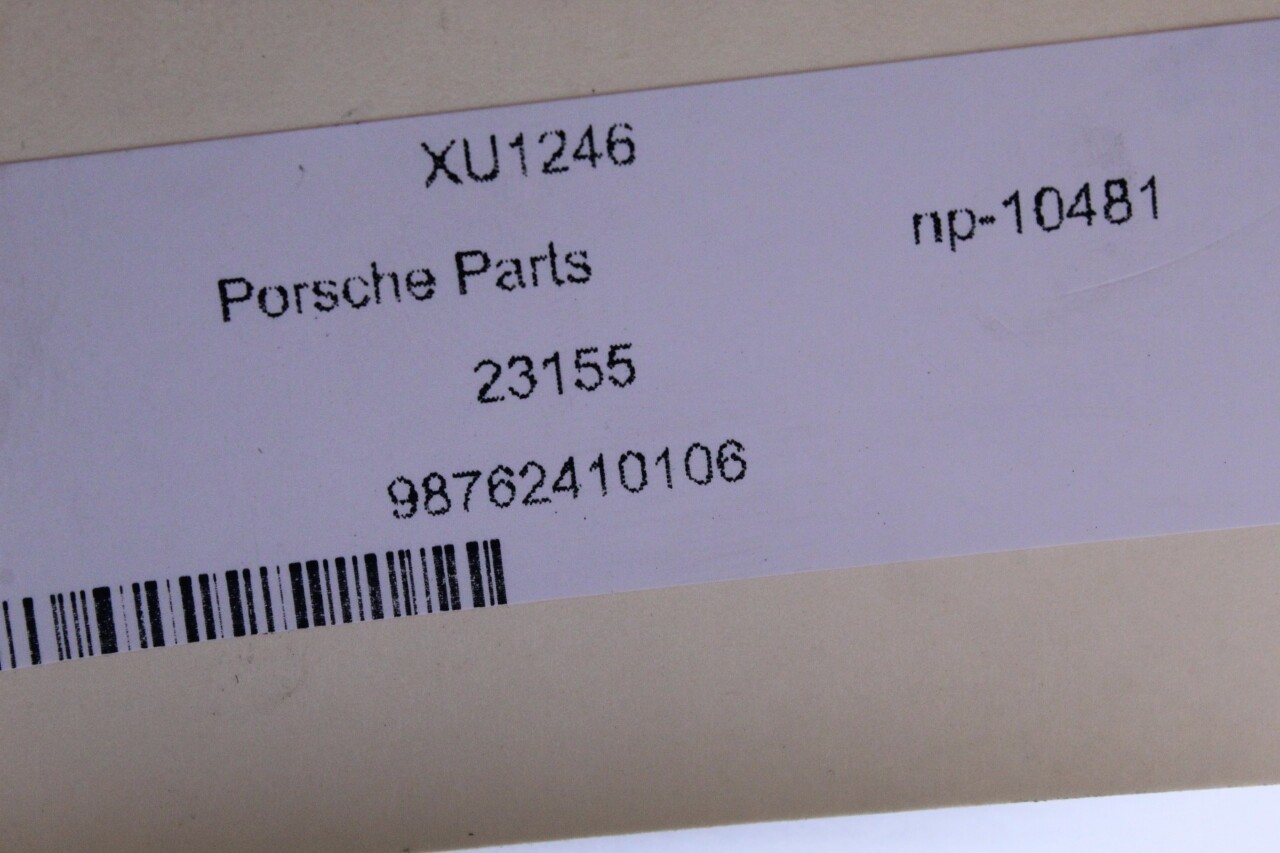 XU1246
np-10481
Porsche Parts
23155
98762410106